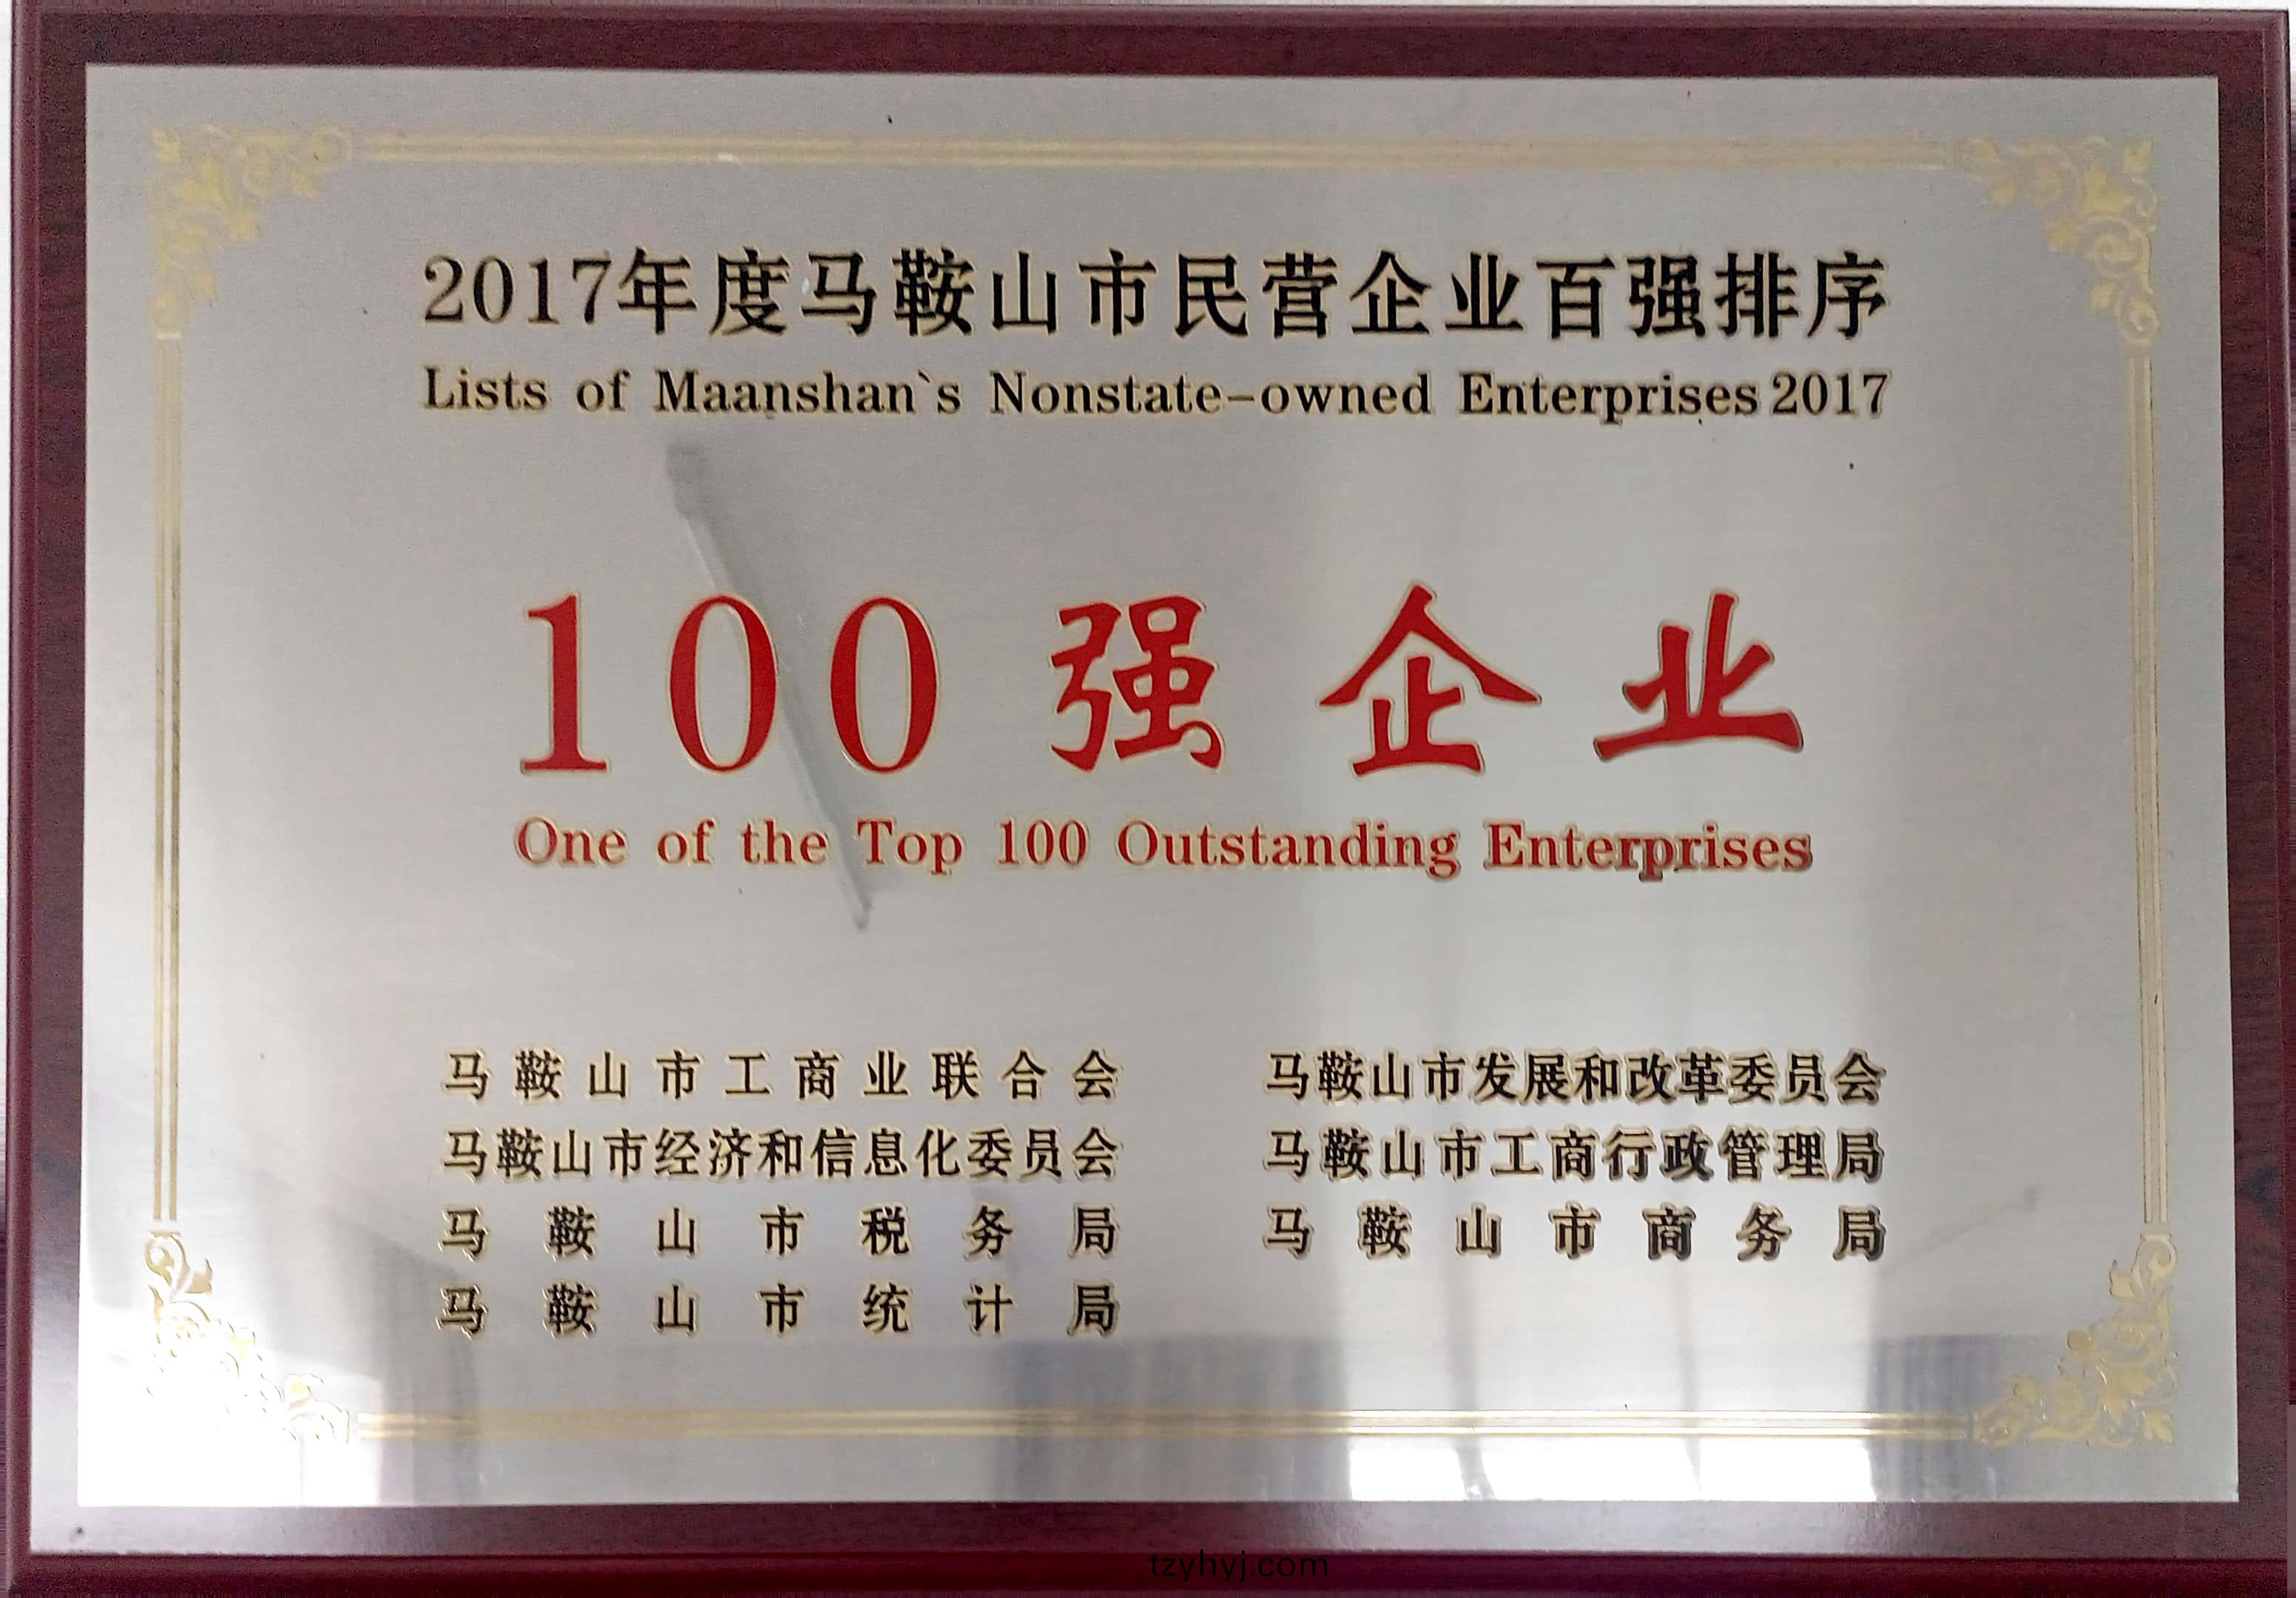 2017年度马鞍山市民营企业百强排序
Lists of Maanshan`s Nonstate-owned Enterprises 2017
100强企业
One of the Top 100 Outstanding Enterprises
马鞍山市工商业联合会
马鞍山市经济和信息化委员会
马鞍山市税务局
马鞍山市统计局
马鞍山市发展和改革委员会
马鞍山市工商行政管理局
马鞍山市商务局
tzyhyj.com